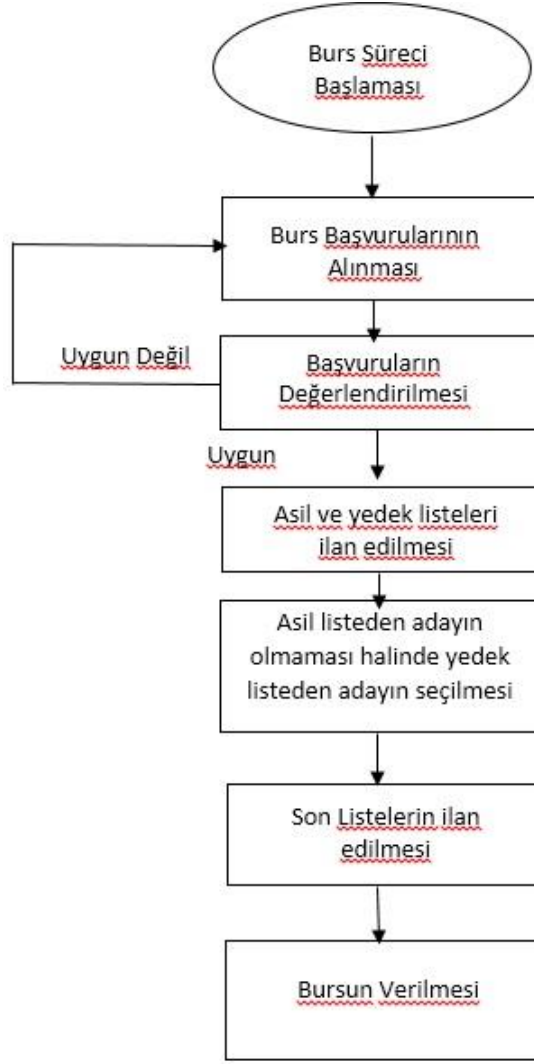 Burs Süreci
Başlaması
Burs Başvurularının
Alınması
Uygun Değil
Başvuruların
Değerlendirilmesi
Uygun
Asil ve yedek listeleri
ilan edilmesi
Asil listeden adayın
olmaması halinde yedek
listeden adayın seçilmesi
Son Listelerin ilan
edilmesi
Bursun Verilmesi